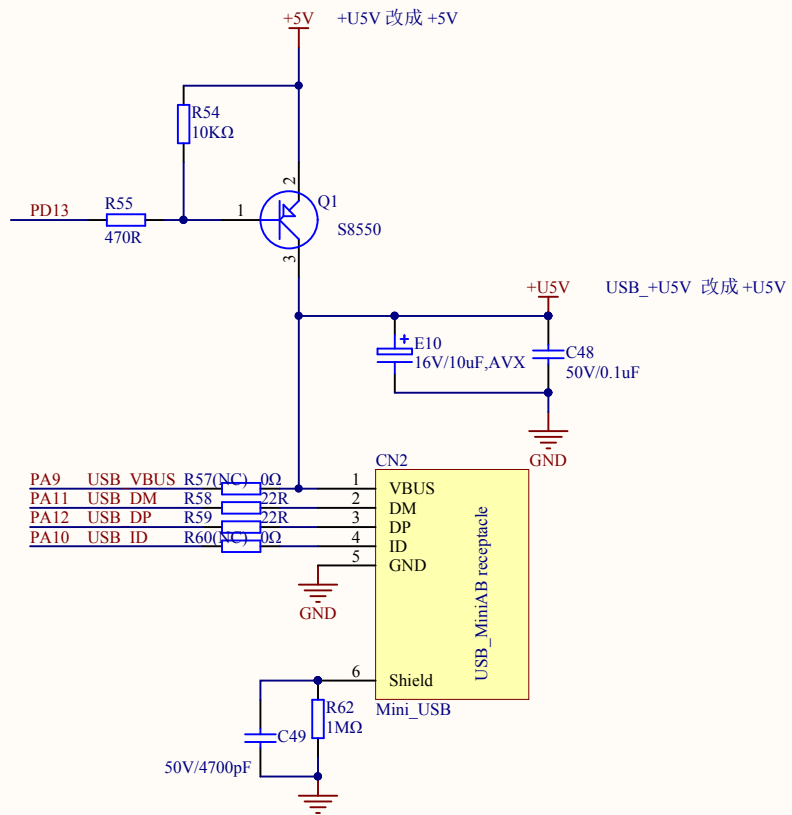 +5V
+U5V 改成 +5V
R54
10KΩ
2
Q1
PD13
R55
1
470R
S8550
3
+U5V
USB_+U5V 改成 +U5V
E10
16V/10uF,AVX
C48
50V/0.1uF
GND
CN2
PA9 USB_VBUS R57(NC) 0Ω
1
VBUS
PA11 USB_DM R58 22R
2
DM
PA12 USB_DP R59 22R
3
DP
PA10 USB_ID R60(NC) 0Ω
4
ID
5
GND
GND
USB_MiniAB receptacle
6
Shield
Mini_USB
R62
1MΩ
C49
50V/4700pF